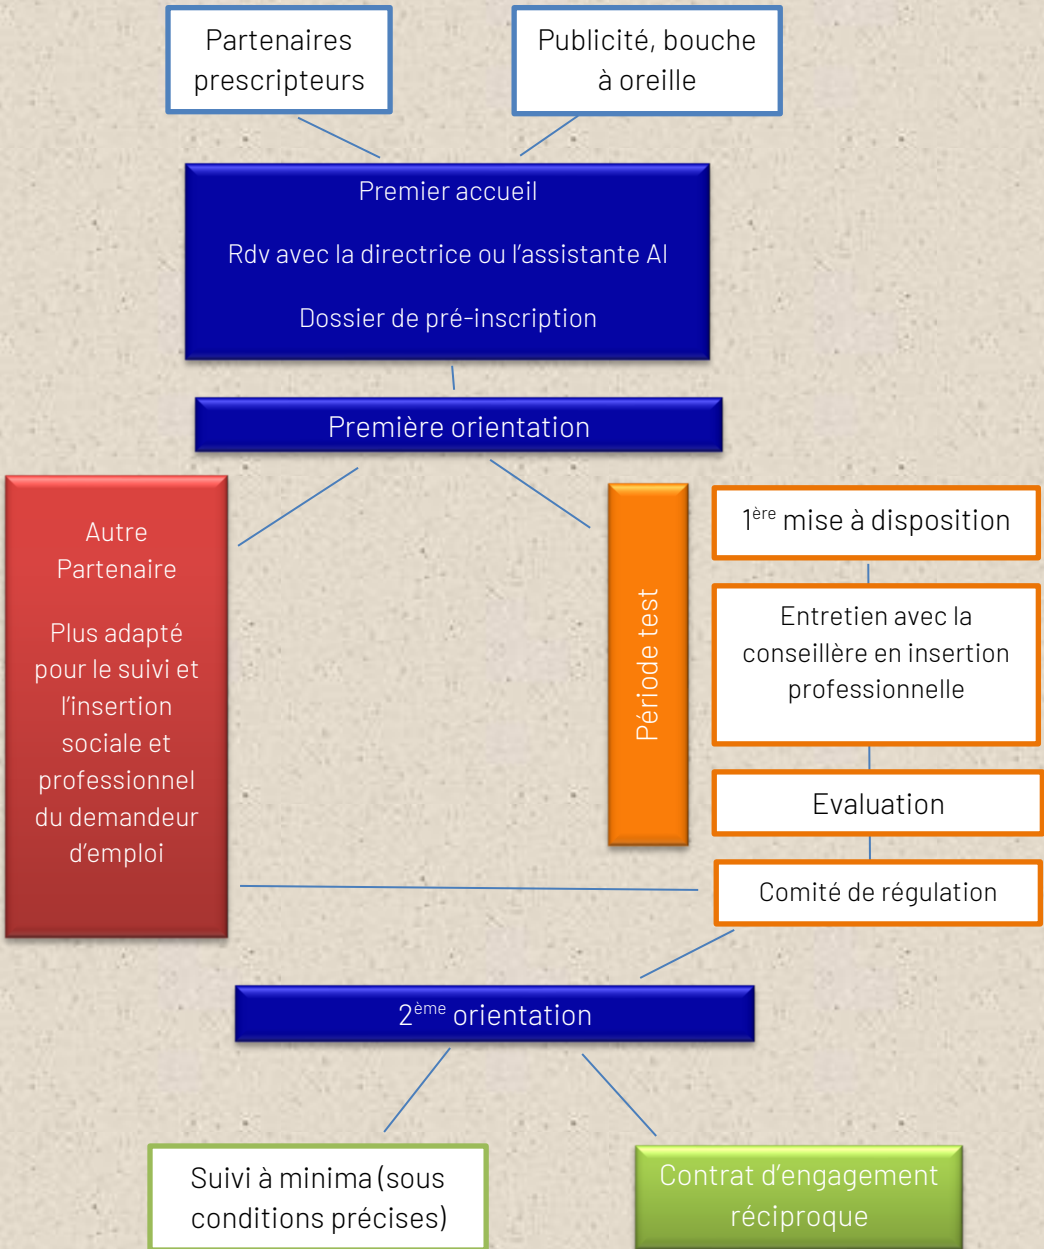 Partenaires
prescripteurs
Publicité, bouche
à oreille
Premier accueil
Rdv avec la directrice ou l'assistante AI
Dossier de pré-inscription
Première orientation
Autre
Partenaire
Plus adapté
pour le suivi et
l'insertion
sociale et
professionnel
du demandeur
d'emploi
Période test
1ère mise à disposition
Entretien avec la
conseillère en insertion
professionnelle
Evaluation
Comité de régulation
2ème orientation
Suivi à minima (sous
conditions précises)
Contrat d'engagement
réciproque